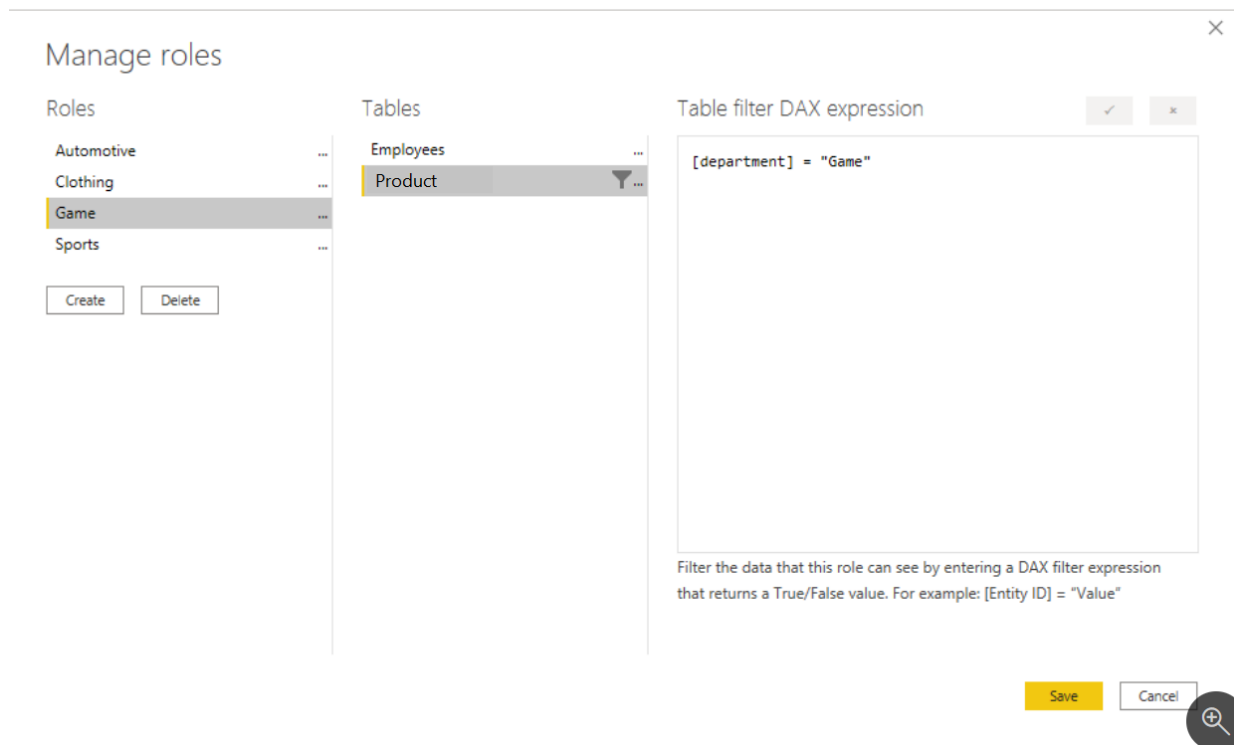 Manage roles
Roles
Automotive ...
Clothing ...
Game ...
Sports ...
Create Delete
Tables
Employees ...
Product ...
Table filter DAX expression
[department] = "Game"
Filter the data that this role can see by entering a DAX filter expression
that returns a True/False value. For example: [Entity ID] = "Value"
Save Cancel